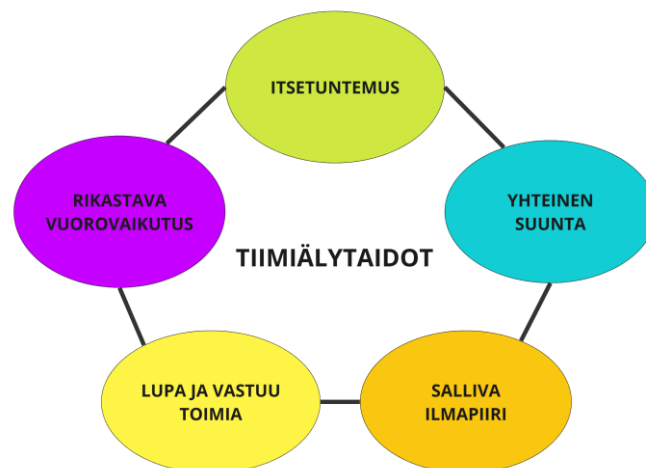 ITSETUNTEMUS
YHTEINEN
SUUNTA
SALLIVA
ILMAPIIRI
LUPA JA VASTUU
TOIMIA
RIKASTAVA
VUOROVAIKUTUS
TIIMIÄLYTAIDOT